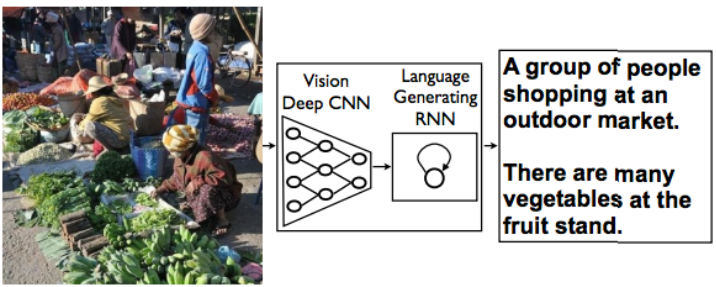 Vision
Deep CNN
Language
Generating
RNN
A group of people
shopping at an
outdoor market.
There are many
vegetables at the
fruit stand.